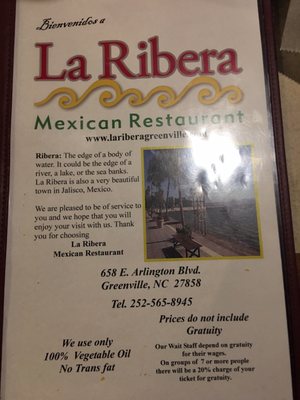 Bienvenidos a
La Ribera
Mexican Restaurant
Ribera: The edge of a body of
water. It could be the edge of a
river, a lake, or the sea banks.
La Ribera is also a very beautiful
town in Jalisco, Mexico.
We are pleased to be of service to
you and we hope that you will
enjoy your visit with us. Thank
you for choosing
La Ribera
Mexican Restaurant
658 E. Arlington Blvd.
Greenville, NC 27858
Tel. 252-565-8945
Prices do not include
Gratuity
We use only
100% Vegetable Oil
No Trans fat
Our Wait Staff depend on gratuity
for their wages.
On groups of 7 or more people
there will be a 20% charge of your
ticket for gratuity.